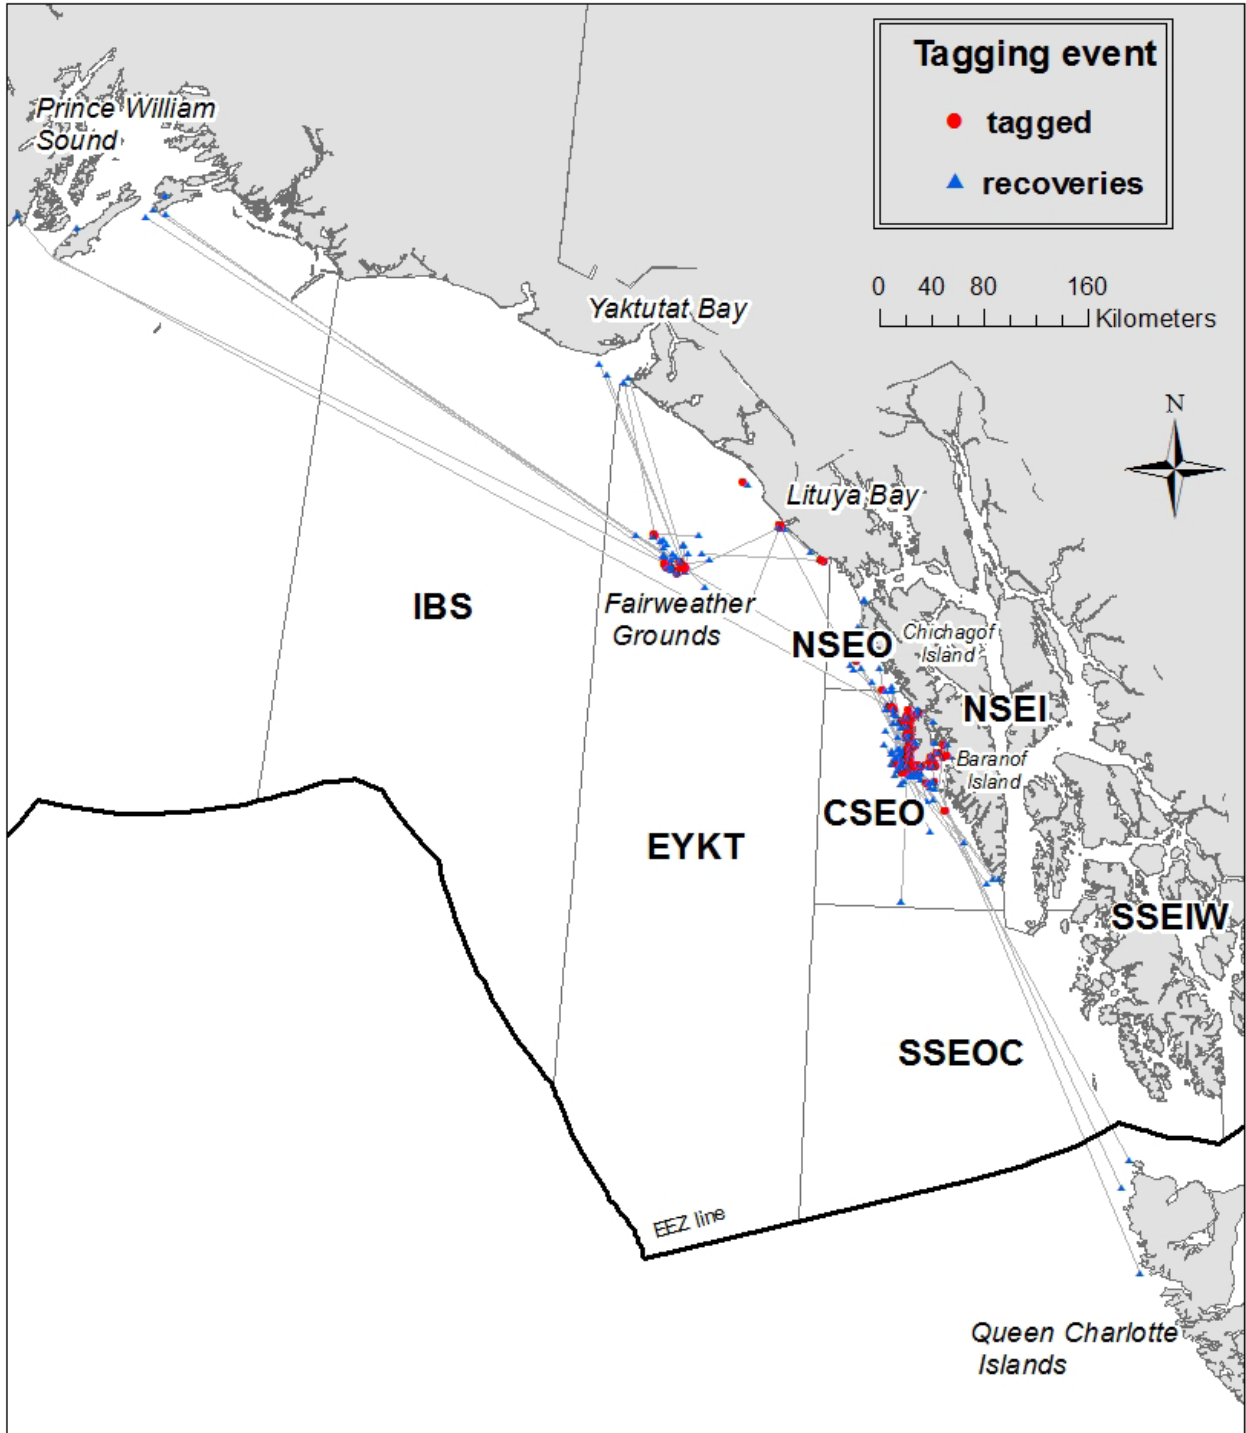 Tagging event
tagged
recoveries
Prince William
Sound
0 40 80 160
Kilometers
Yaktutat Bay
N
Lituya Bay
IBS
Fairweather
Grounds
NSEO
Chichagof
Island
NSEI
Baranof
Island
CSEO
EYKT
SSEIW
SSEOC
EEZ line
Queen Charlotte
Islands